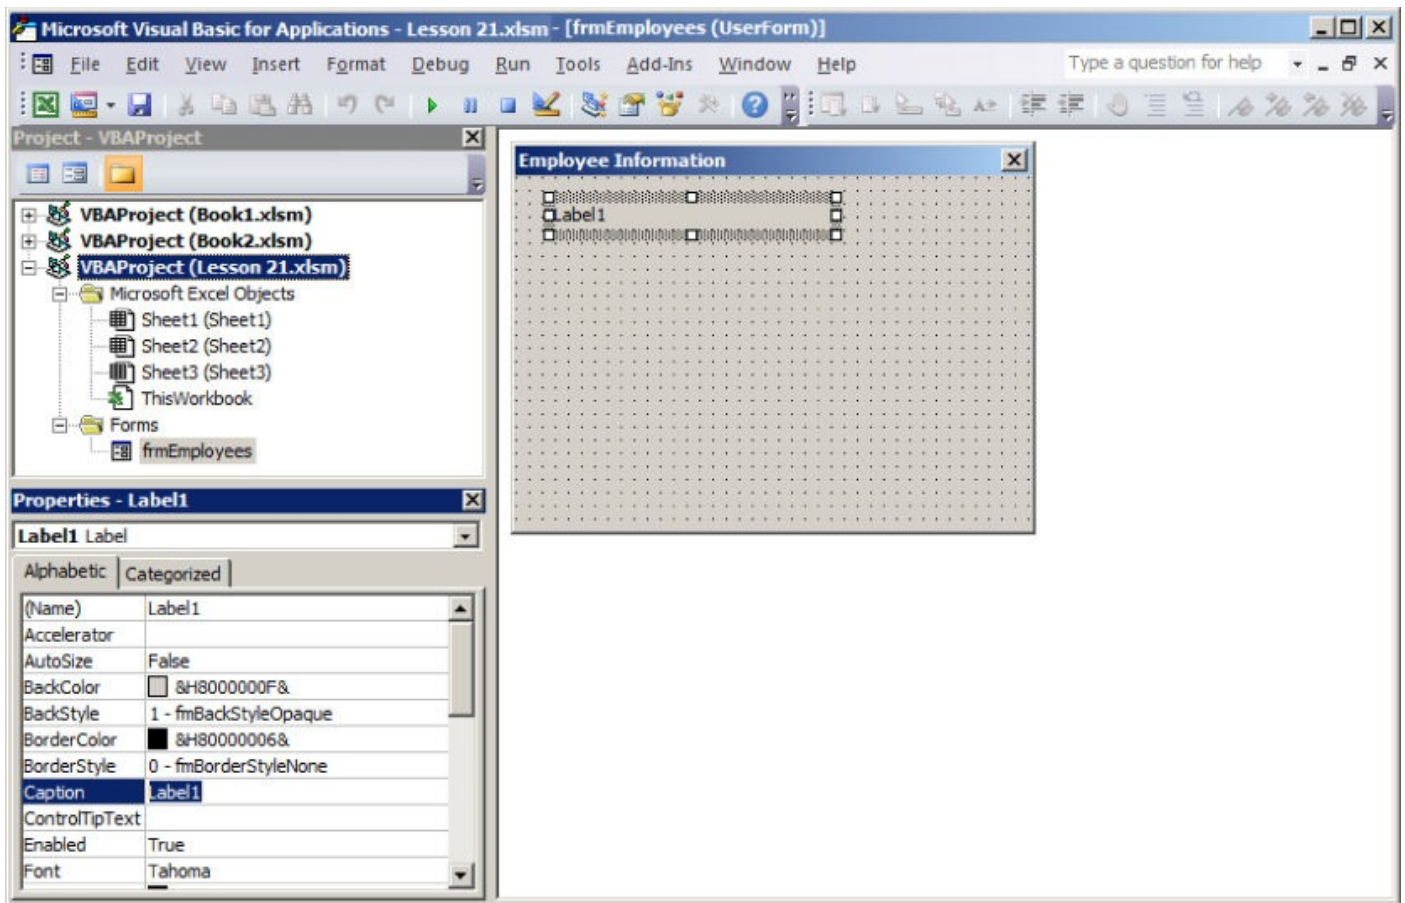 Microsoft Visual Basic for Applications - Lesson 21.xlsm - [frmEmployees (UserForm)]
File Edit View Insert Format Debug Run Tools Add-Ins Window Help Type a question for help
Project - VBAProject
VBAProject (Book1.xlsm)
VBAProject (Book2.xlsm)
VBAProject (Lesson 21.xlsm)
Microsoft Excel Objects
Sheet1 (Sheet1)
Sheet2 (Sheet2)
Sheet3 (Sheet3)
ThisWorkbook
Forms
frmEmployees
Properties - Label1
Label1 Label
Alphabetic Categorized
(Name) Label1
Accelerator
AutoSize False
BackColor &H8000000F&
BackStyle 1 - fmBackStyleOpaque
BorderColor &H80000006&
BorderStyle 0 - fmBorderStyleNone
Caption Label1
ControlTipText
Enabled True
Font Tahoma
Employee Information
Label1